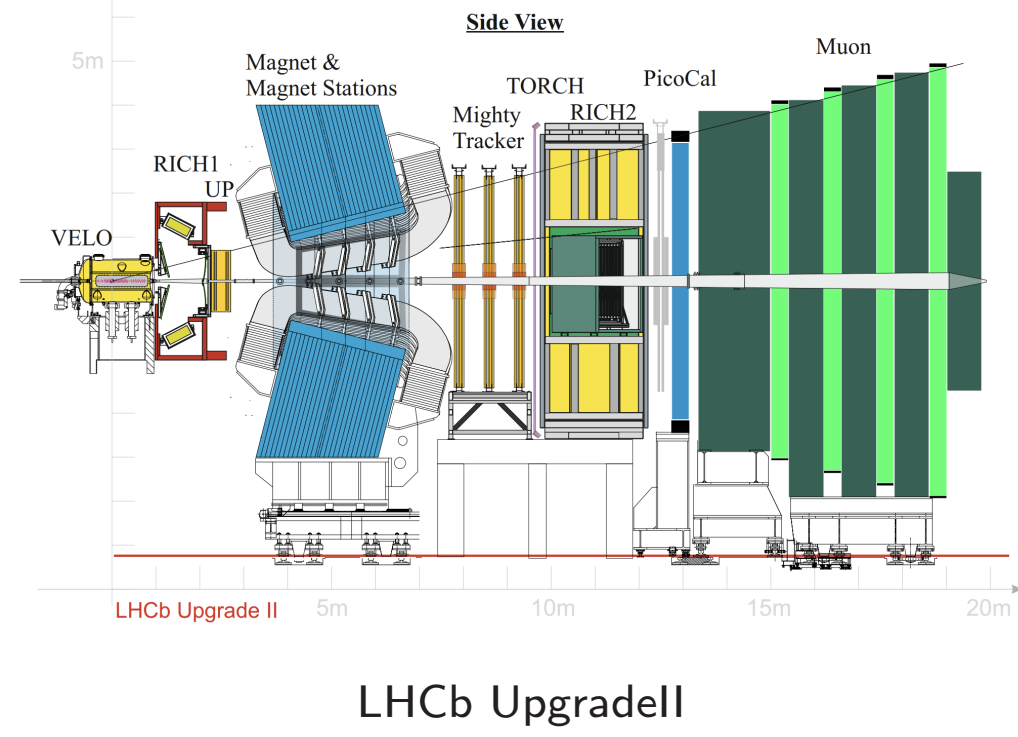 Side View
5m
Magnet &
Magnet Stations
Muon
PicoCal
TORCH
RICH2
Mighty
Tracker
RICH1
UP
VELO
LHCb Upgrade II
5m
10m
15m
20m
LHCb UpgradeII